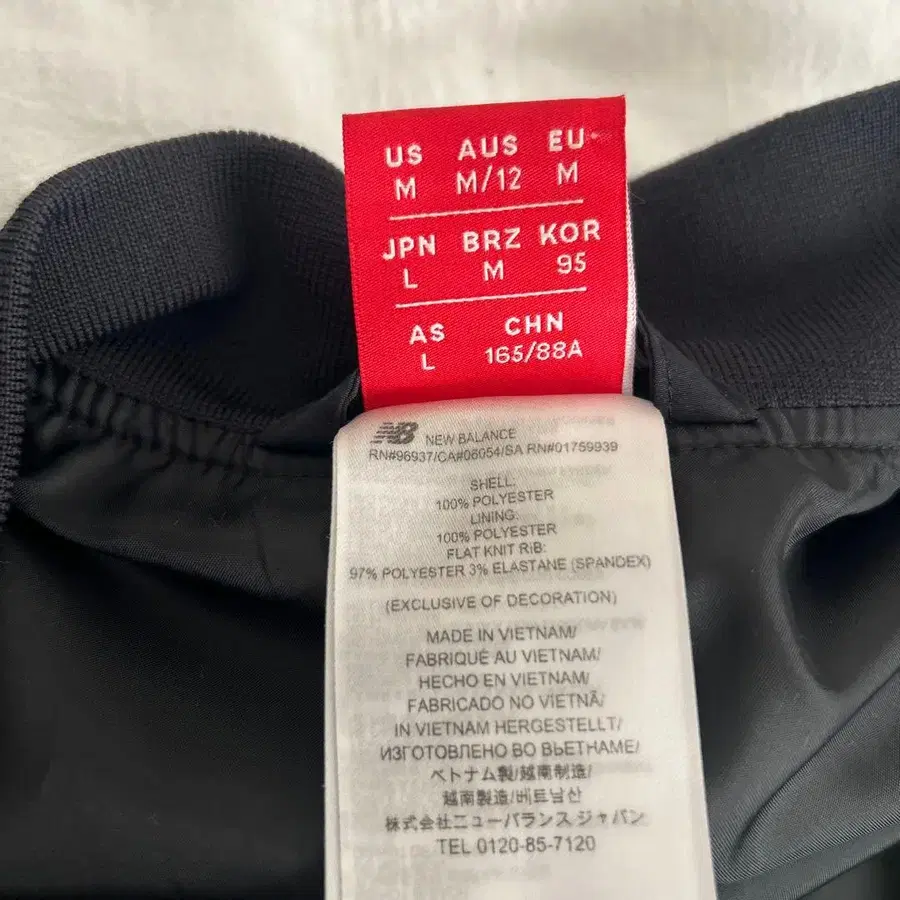 US AUS EU
M M/12 M
JPN BRZ KOR
L M 95
AS CHN
L 165/88A
NB NEW BALANCE
RN#96937/CA#06054/SA RN#01759939
SHELL:
100% POLYESTER
LINING:
100% POLYESTER
FLAT KNIT RIB:
97% POLYESTER 3% ELASTANE (SPANDEX)
(EXCLUSIVE OF DECORATION)
MADE IN VIETNAM/
FABRIQUÉ AU VIETNAM/
HECHO EN VIETNAM/
FABRICADO NO VIETNÃ/
IN VIETNAM HERGESTELLT/
ИЗГОТОВЛЕНО ВО ВЬЕТНАМЕ/
ベトナム製/越南制造/
越南製造/베트남산
株式会社ニューバランスジャパン
TEL 0120-85-7120